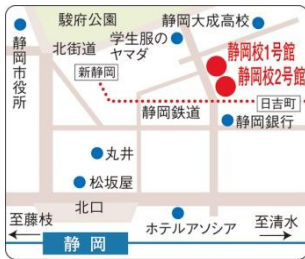 駿府公園
静岡大成高校
学生服の
ヤマダ
北街道
静岡市役所
新静岡
静岡校1号館
静岡校2号館
日吉町
静岡鉄道
静岡銀行
丸井
松坂屋
北口
至藤枝
静岡
ホテルアソシア
至清水